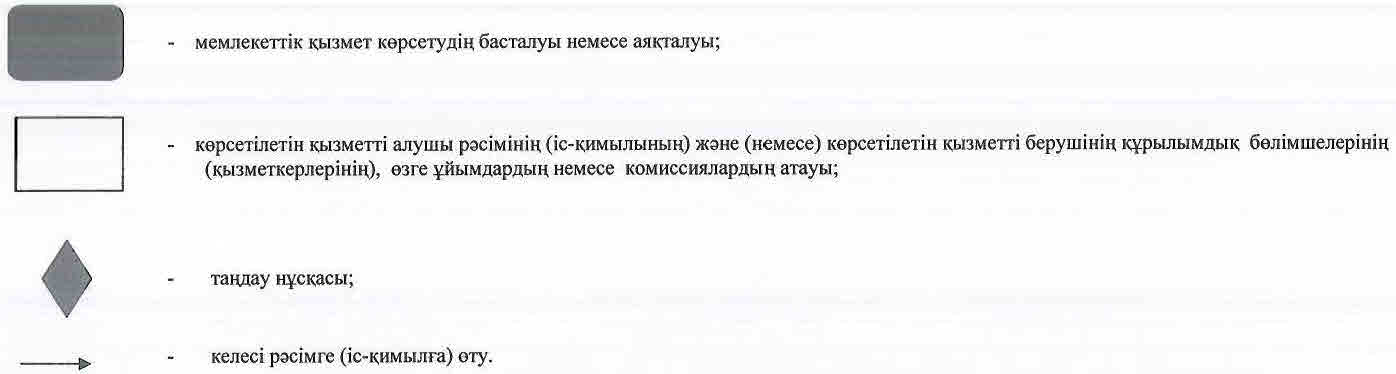 - мемлекеттік қызмет көрсетудің басталуы немесе аяқталуы;
- көрсетілетін қызметті алушы рәсімінің (іс-қимылының) және (немесе) көрсетілетін қызметті берушінің құрылымдық бөлімшелерінің
(қызметкерлерінің), өзге ұйымдардың немесе комиссиялардың атауы;
- таңдау нұсқасы;
- келесі рәсімге (іс-қимылға) өту.